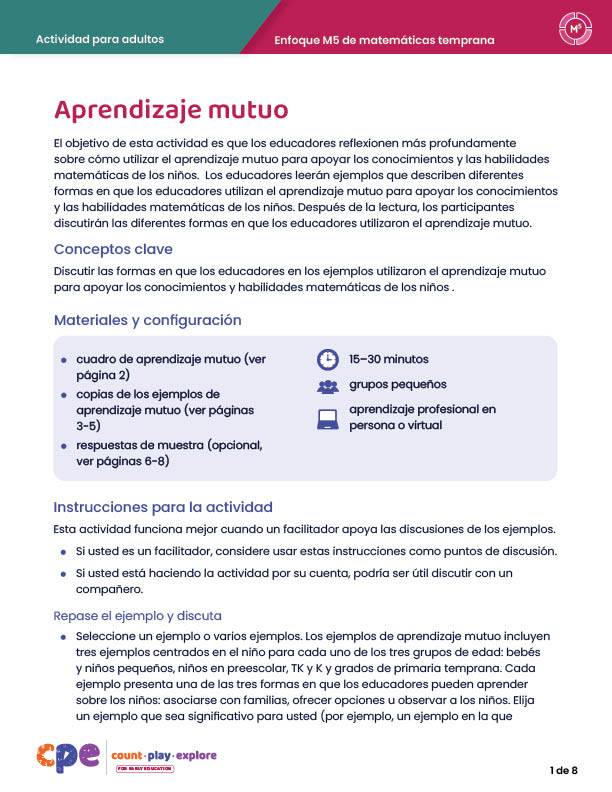 Actividad para adultos
Enfoque M5 de matemáticas temprana
M5
Aprendizaje mutuo
El objetivo de esta actividad es que los educadores reflexionen más profundamente
sobre cómo utilizar el aprendizaje mutuo para apoyar los conocimientos y las habilidades
matemáticas de los niños.  Los educadores leerán ejemplos que describen diferentes
formas en que los educadores utilizan el aprendizaje mutuo para apoyar los conocimientos
y las habilidades matemáticas de los niños. Después de la lectura, los participantes
discutirán las diferentes formas en que los educadores utilizaron el aprendizaje mutuo.
Conceptos clave
Discutir las formas en que los educadores en los ejemplos utilizaron el aprendizaje mutuo
para apoyar los conocimientos y habilidades matemáticas de los niños .
Materiales y configuración
• cuadro de aprendizaje mutuo (ver
página 2)
• copias de los ejemplos de
aprendizaje mutuo (ver páginas
3-5)
• respuestas de muestra (opcional,
ver páginas 6-8)
15–30 minutos
grupos pequeños
aprendizaje profesional en
persona o virtual
Instrucciones para la actividad
Esta actividad funciona mejor cuando un facilitador apoya las discusiones de los ejemplos.
• Si usted es un facilitador, considere usar estas instrucciones como puntos de discusión.
• Si usted está haciendo la actividad por su cuenta, podría ser útil discutir con un
compañero.
Repase el ejemplo y discuta
• Seleccione un ejemplo o varios ejemplos. Los ejemplos de aprendizaje mutuo incluyen
tres ejemplos centrados en el niño para cada uno de los tres grupos de edad: bebés
y niños pequeños, niños en preescolar, TK y K y grados de primaria temprana. Cada
ejemplo presenta una de las tres formas en que los educadores pueden aprender
sobre los niños: asociarse con familias, ofrecer opciones u observar a los niños. Elija
un ejemplo que sea significativo para usted (por ejemplo, un ejemplo en la que
cpe
count·play·explore
FOR EARLY EDUCATION
1 de 8